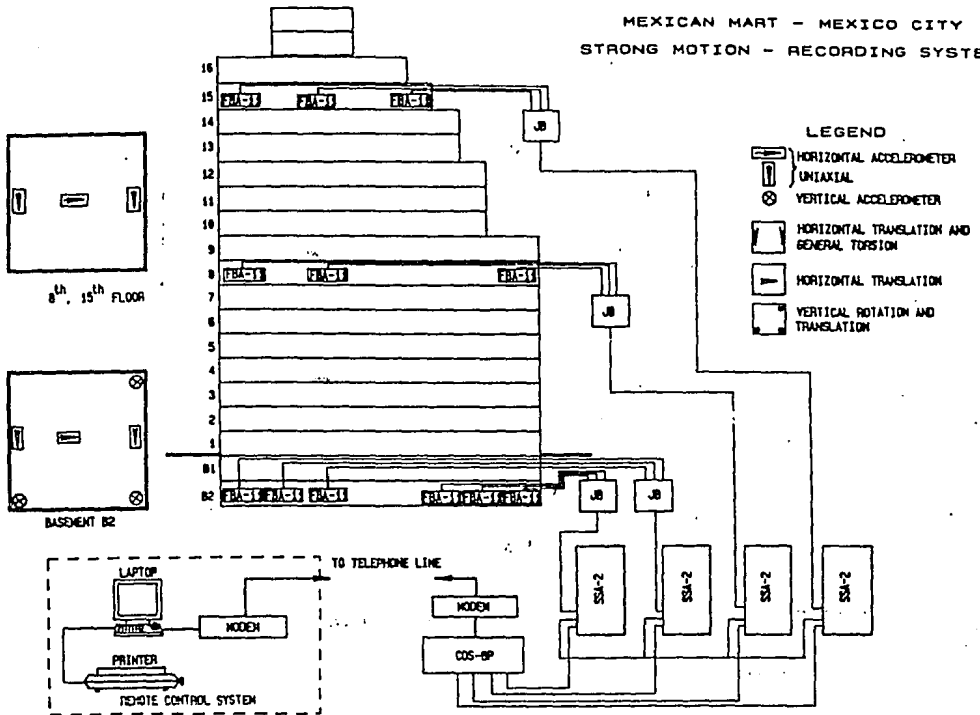 MEXICAN MART - MEXICO CITY
STRONG MOTION - RECORDING SYSTE
16
15
FBA-11 FBA-11 FBA-11
14
13
12
11
10
9
8
FBA-11 FBA-11 FBA-11
7
6
5
4
3
2
1
B1
B2
FBA-11 FBA-11 FBA-11 FBA-11 FBA-11 FBA-11
JB
JB
JB
JB
8th, 15th FLOOR
BASEMENT B2
LEGEND
HORIZONTAL ACCELEROMETER
UNIAXIAL
VERTICAL ACCELEROMETER
HORIZONTAL TRANSLATION AND
GENERAL TORSION
HORIZONTAL TRANSLATION
VERTICAL ROTATION AND
TRANSLATION
SSA-2
SSA-2
SSA-2
SSA-2
LAPTOP
MODEM
PRINTER
REMOTE CONTROL SYSTEM
TO TELEPHONE LINE
MODEM
CDS-8P